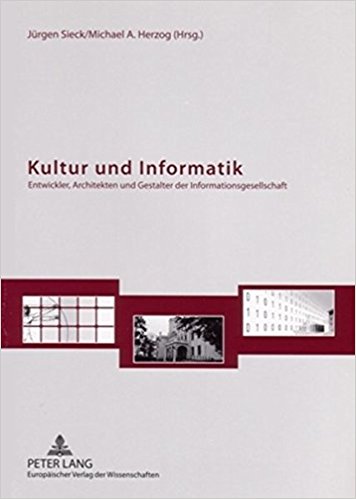 Jürgen Sieck/Michael A. Herzog (Hrsg.)
Kultur und Informatik
Entwickler, Architekten und Gestalter der Informationsgesellschaft
PETER LANG
Europäischer Verlag der Wissenschaften